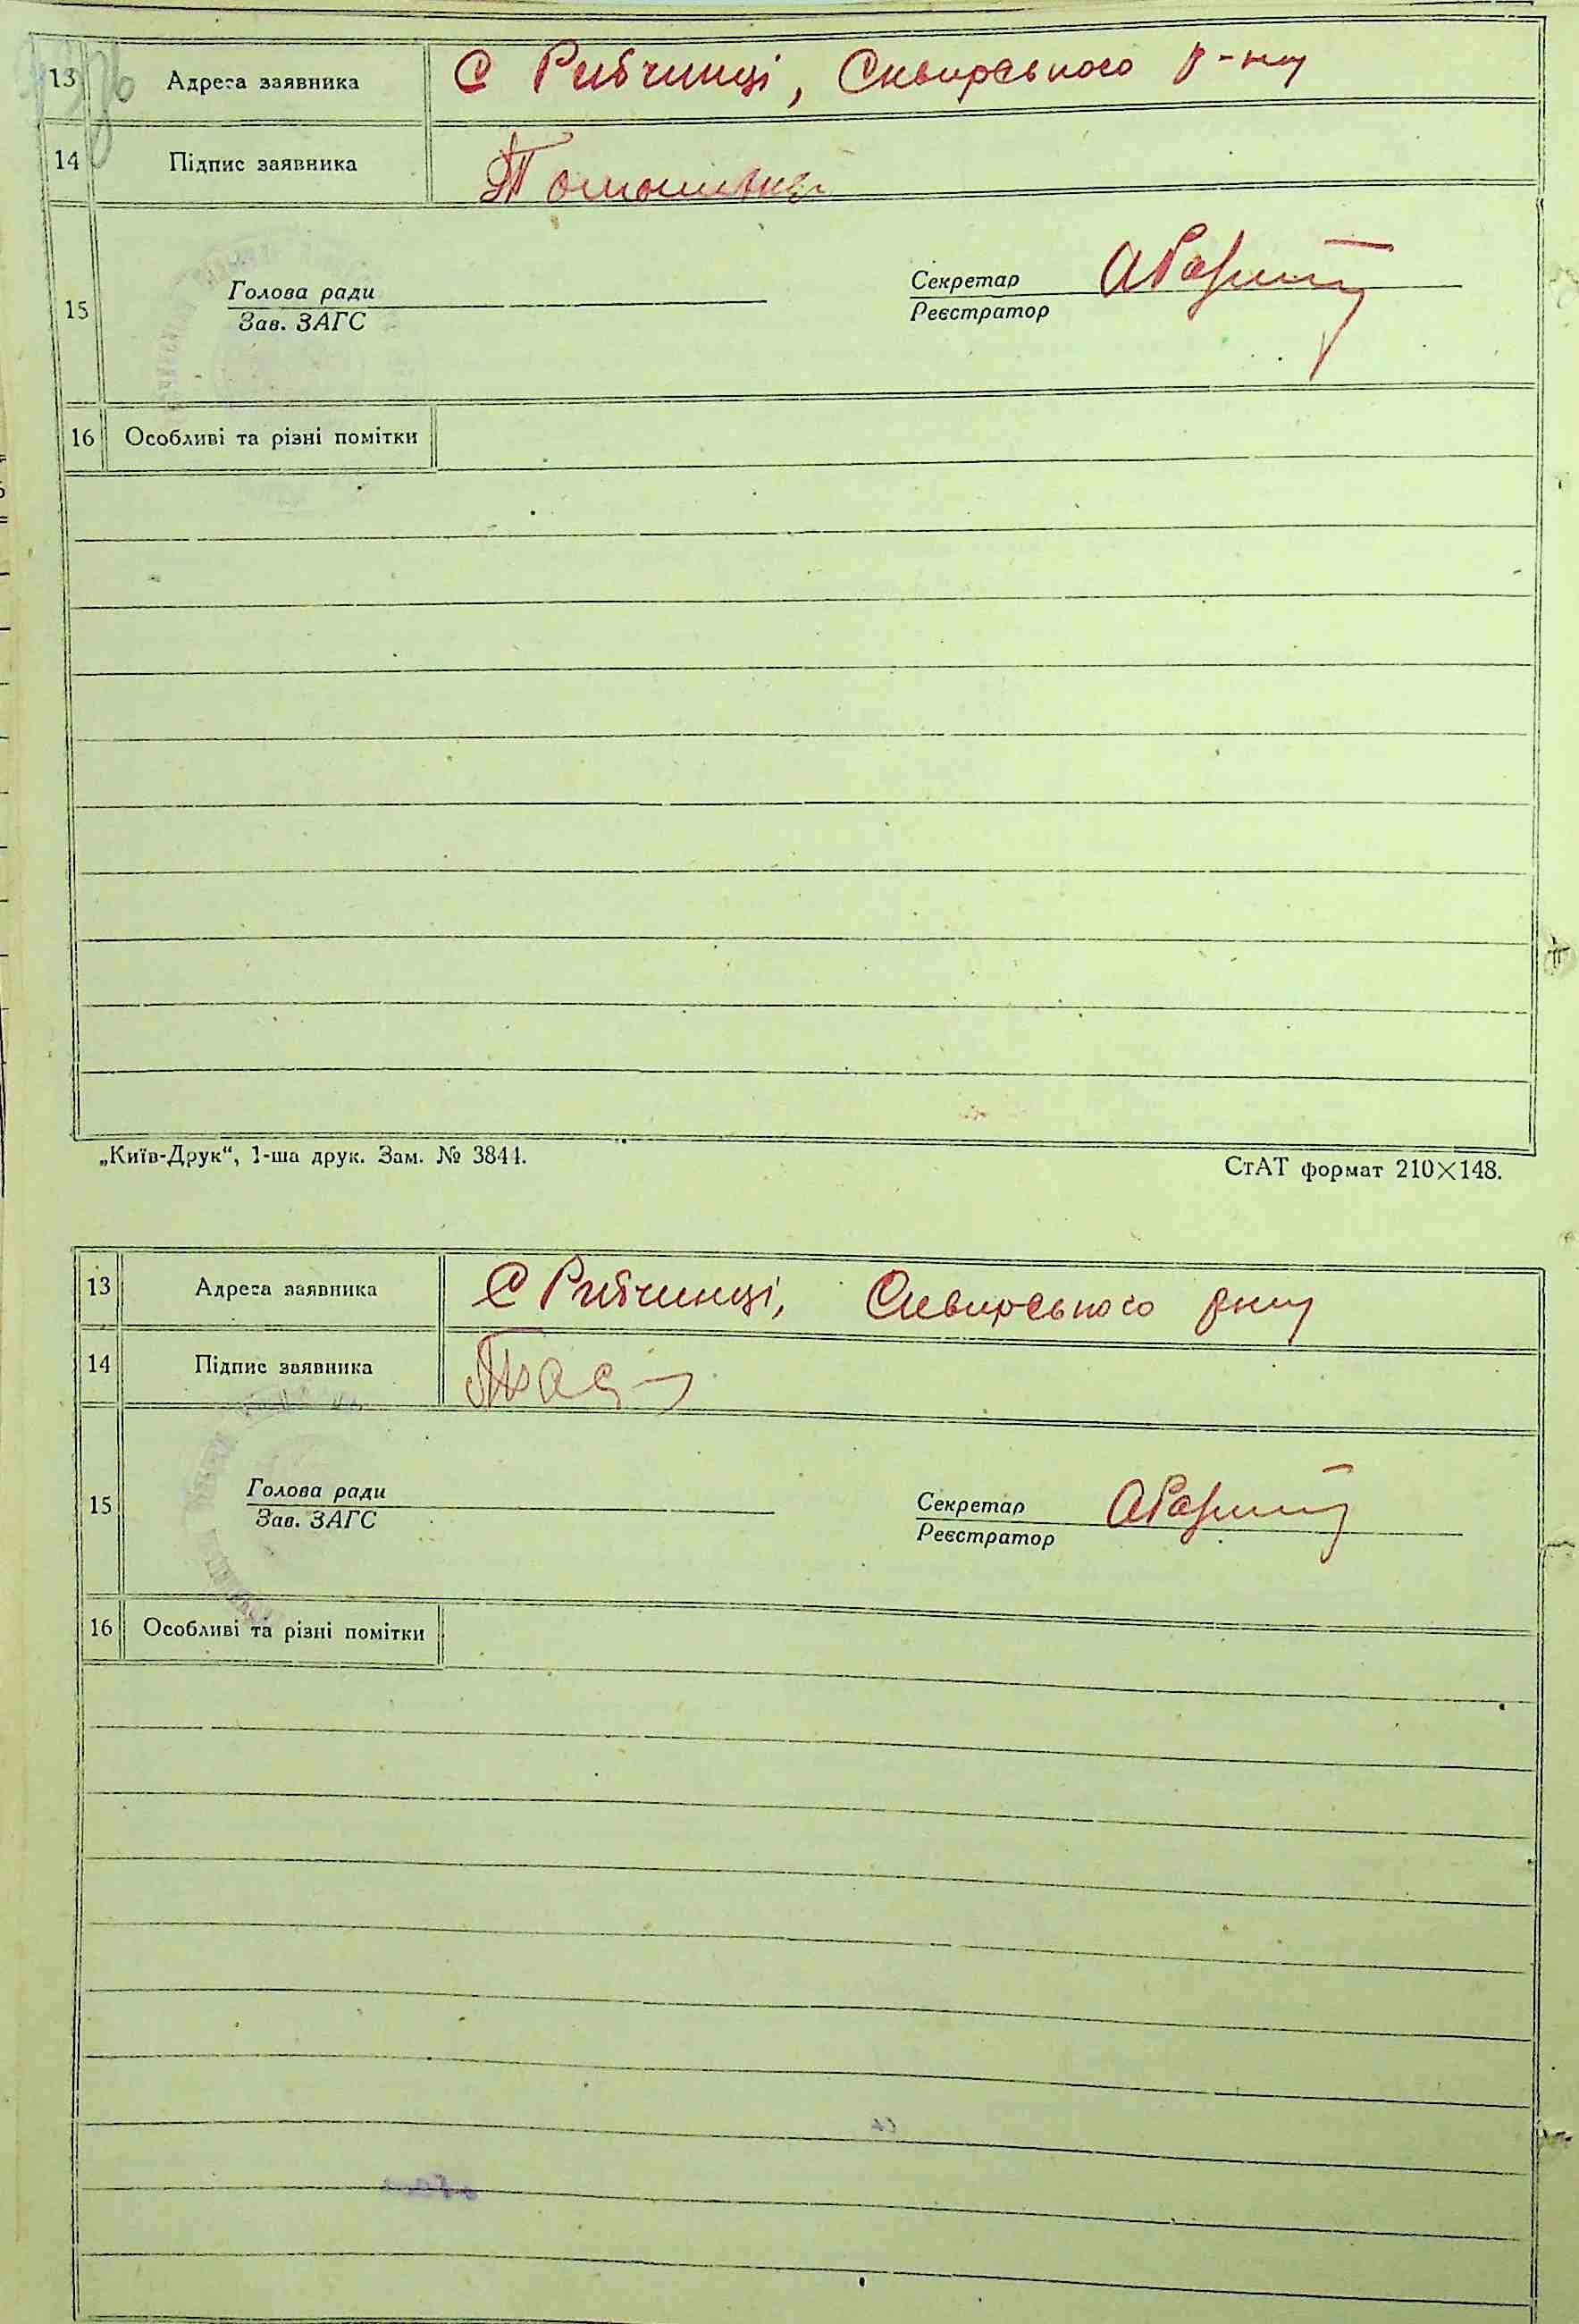 13 Адреса заявника С Рибчинці, Сквирського р-ну
14 Підпис заявника
15 Голова ради Секретар
Зав. ЗАГС Реєстратор
16 Особливі та різні помітки
„Київ-Друк“, 1-ша друк. Зам. № 3844. СтАТ формат 210×148.
13 Адреса заявника С Рибчинці, Сквирського рну
14 Підпис заявника
15 Голова ради Секретар
Зав. ЗАГС Реєстратор
16 Особливі та різні помітки